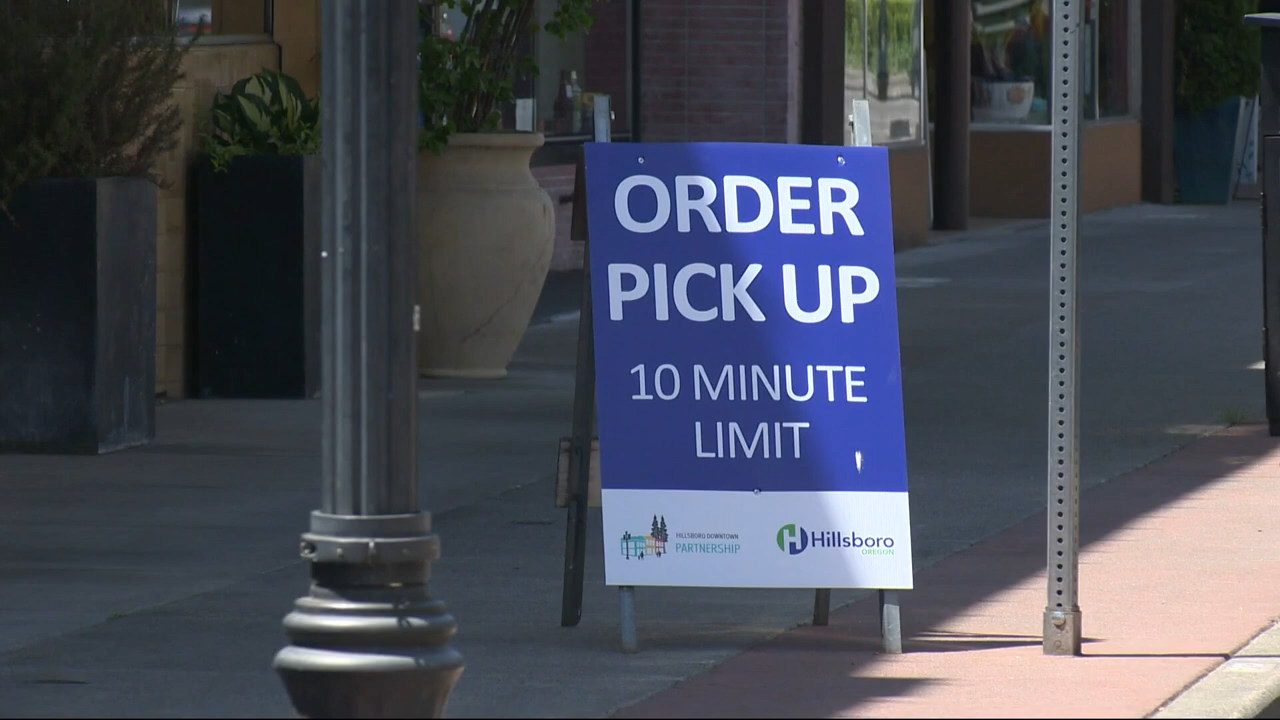 ORDER
PICK UP
10 MINUTE
LIMIT
HILLSBORO DOWNTOWN
PARTNERSHIP
Hillsboro
OREGON